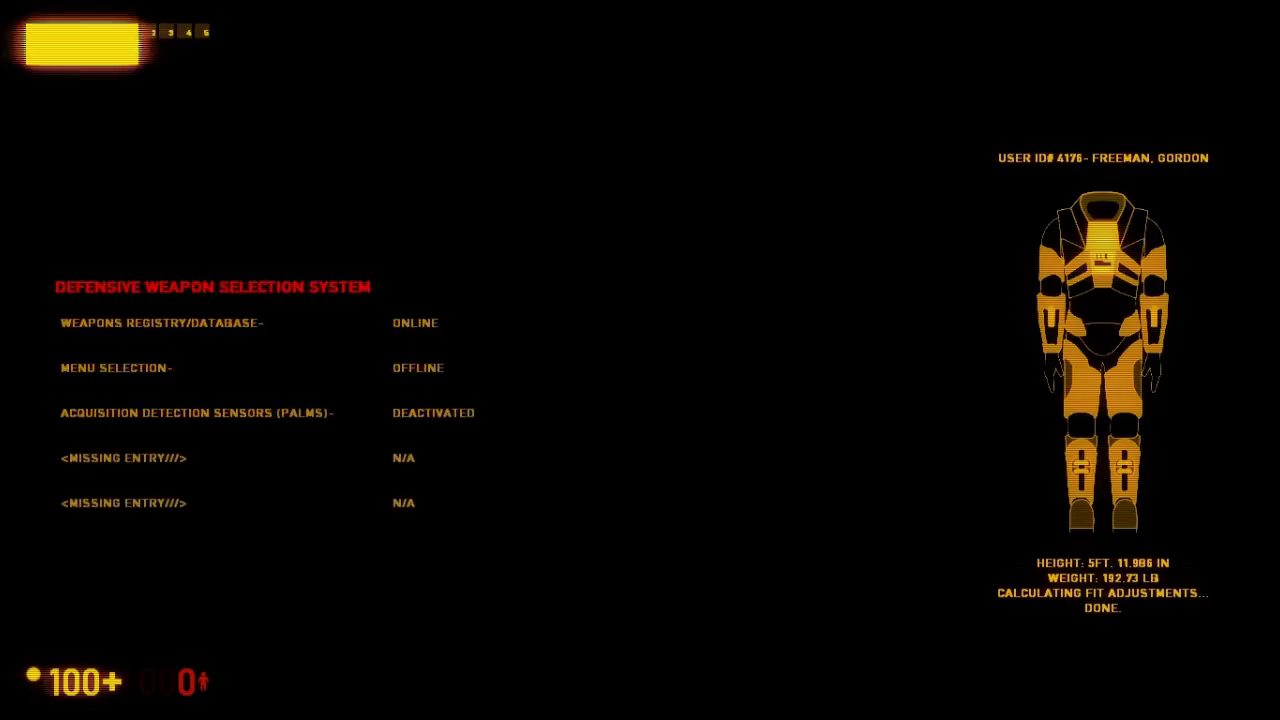 2 3 4 5
USER ID# 4176- FREEMAN, GORDON
DEFENSIVE WEAPON SELECTION SYSTEM
WEAPONS REGISTRY/DATABASE- ONLINE
MENU SELECTION- OFFLINE
ACQUISITION DETECTION SENSORS (PALMS)- DEACTIVATED
<MISSING ENTRY///> N/A
<MISSING ENTRY///> N/A
HEIGHT: 5FT. 11.986 IN
WEIGHT: 192.73 LB
CALCULATING FIT ADJUSTMENTS...
DONE.
100+ 0